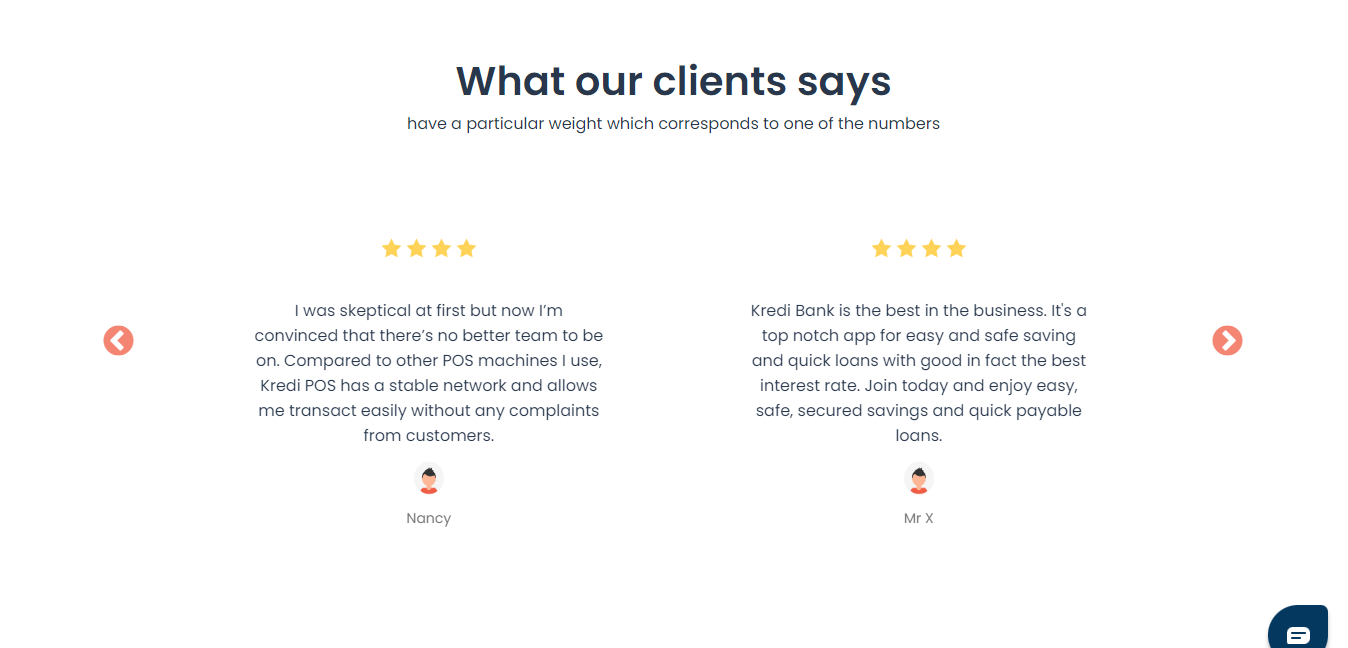 What our clients says
have a particular weight which corresponds to one of the numbers
I was skeptical at first but now I’m
convinced that there’s no better team to be
on. Compared to other POS machines I use,
Kredi POS has a stable network and allows
me transact easily without any complaints
from customers.
Nancy
Kredi Bank is the best in the business. It's a
top notch app for easy and safe saving
and quick loans with good in fact the best
interest rate. Join today and enjoy easy,
safe, secured savings and quick payable
loans.
Mr X